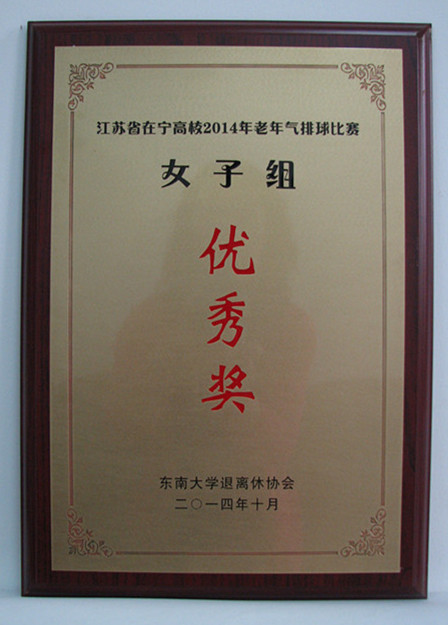 江苏省在宁高校2014年老年气排球比赛
女子组
优
秀
奖
东南大学退离休协会
二〇一四年十月